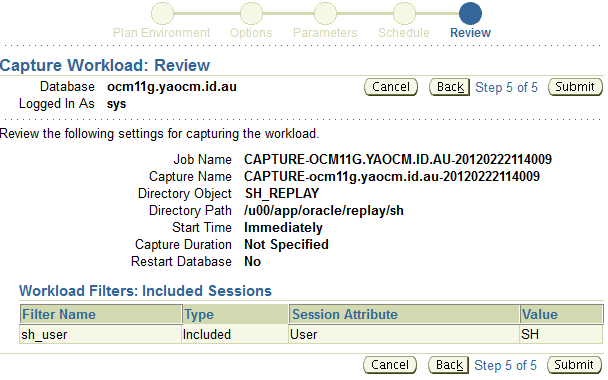 Plan Environment Options Parameters Schedule Review
Capture Workload: Review
Database ocm11g.yaocm.id.au Cancel Back Step 5 of 5 Submit
Logged In As sys
Review the following settings for capturing the workload.
Job Name CAPTURE-OCM11G.YAOCM.ID.AU-20120222114009
Capture Name CAPTURE-ocm11g.yaocm.id.au-20120222114009
Directory Object SH_REPLAY
Directory Path /u00/app/oracle/replay/sh
Start Time Immediately
Capture Duration Not Specified
Restart Database No
Workload Filters: Included Sessions
Filter Name Type Session Attribute Value
sh_user Included User SH
Cancel Back Step 5 of 5 Submit